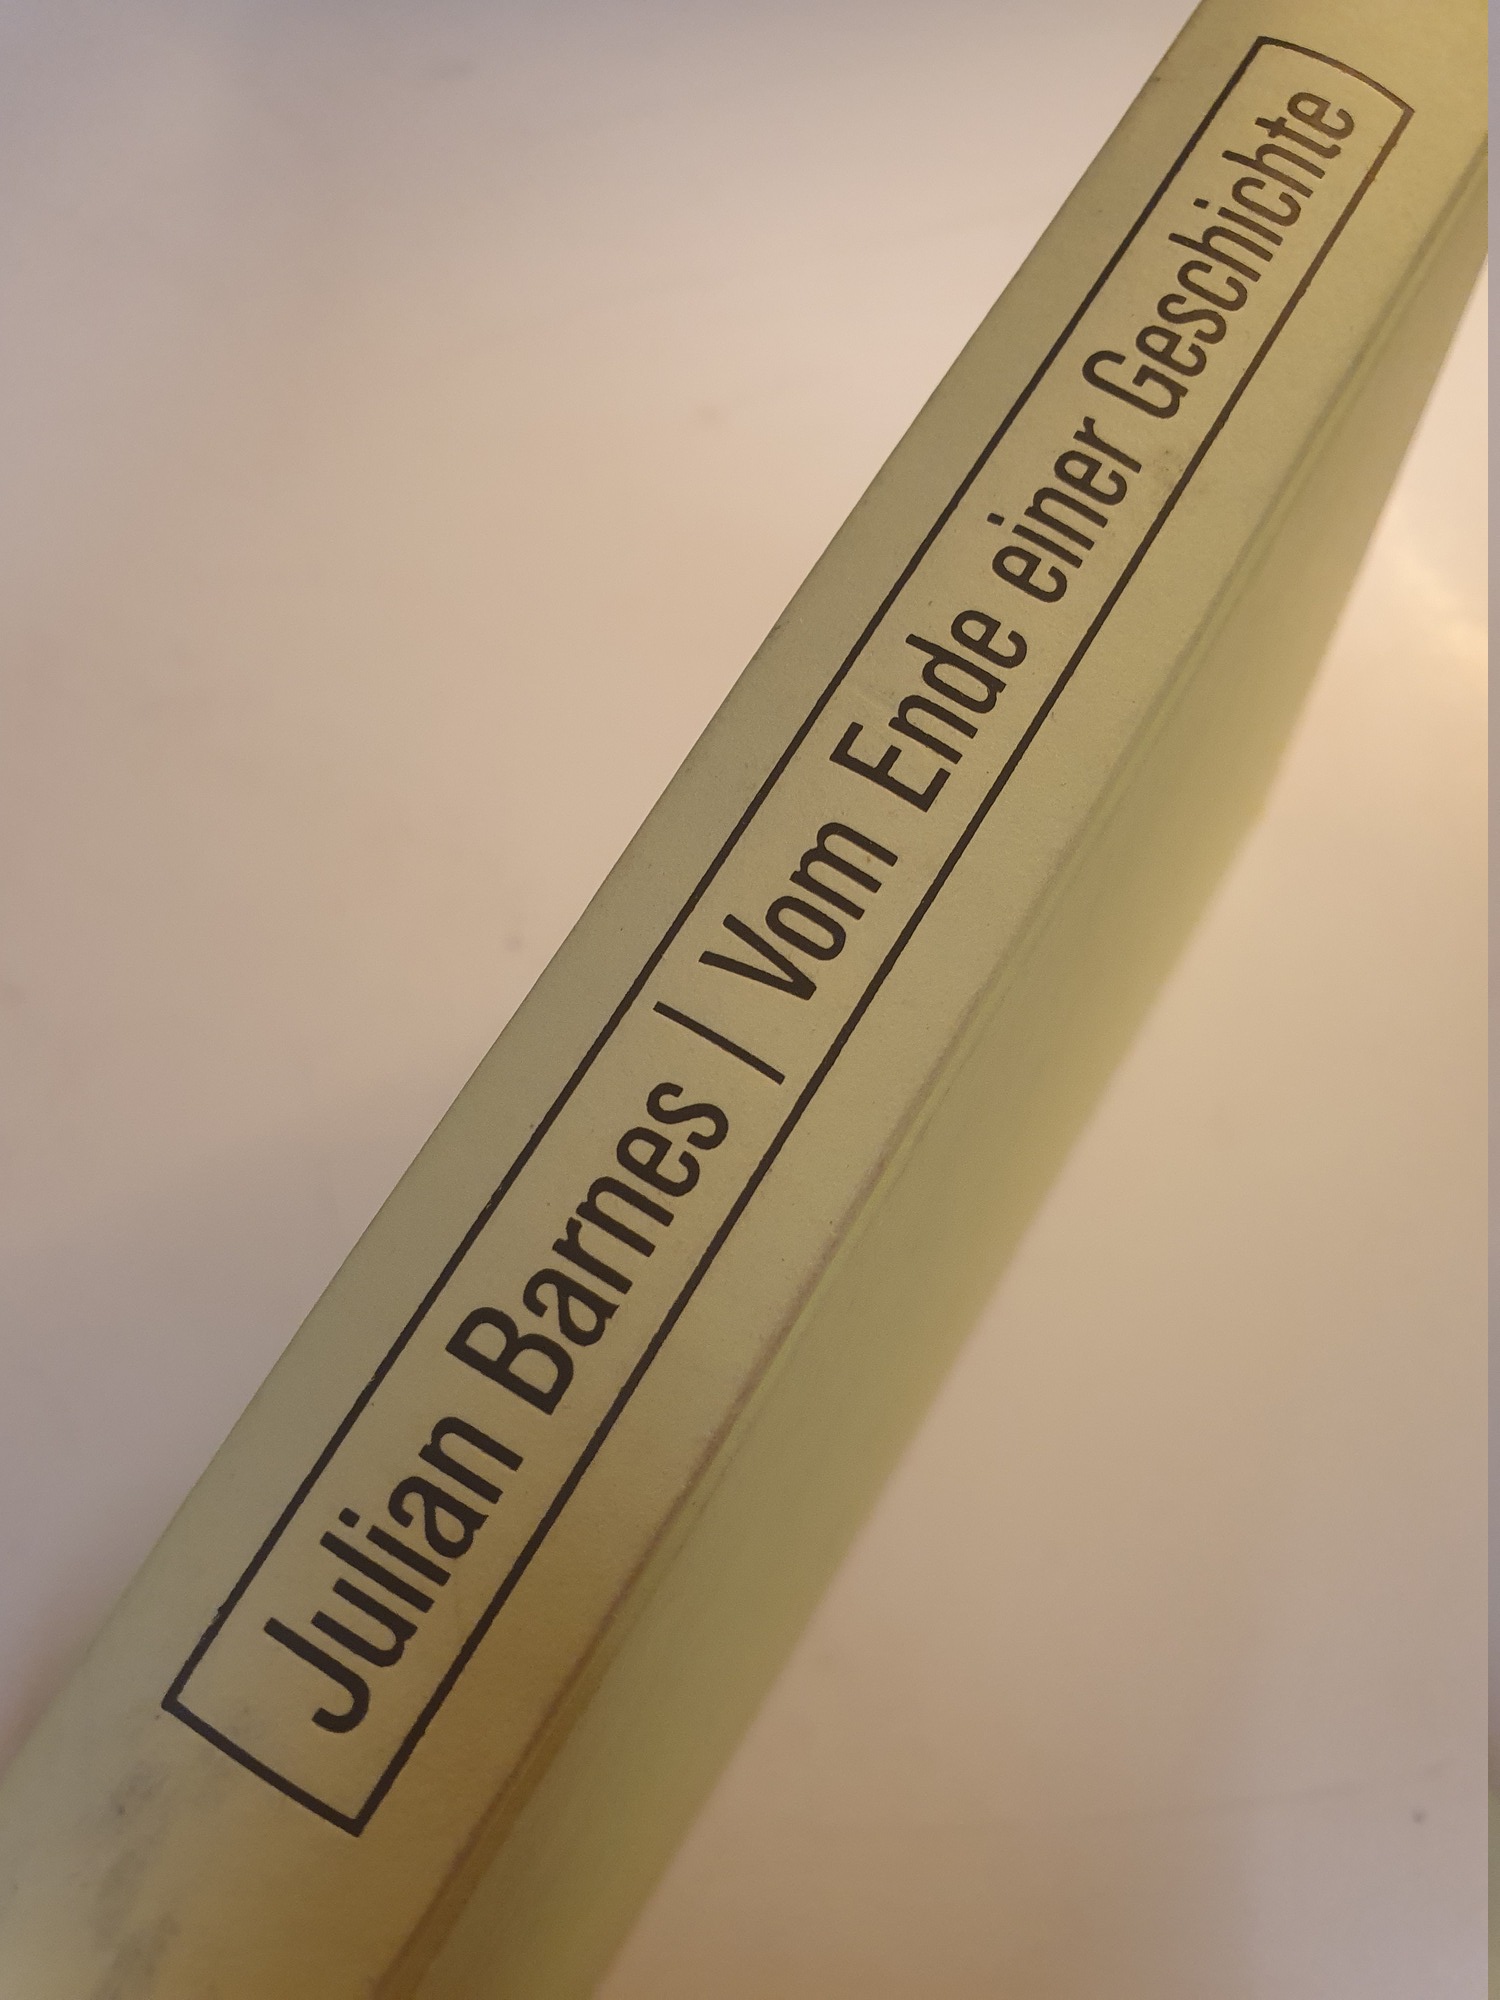 Julian Barnes | Vom Ende einer Geschichte